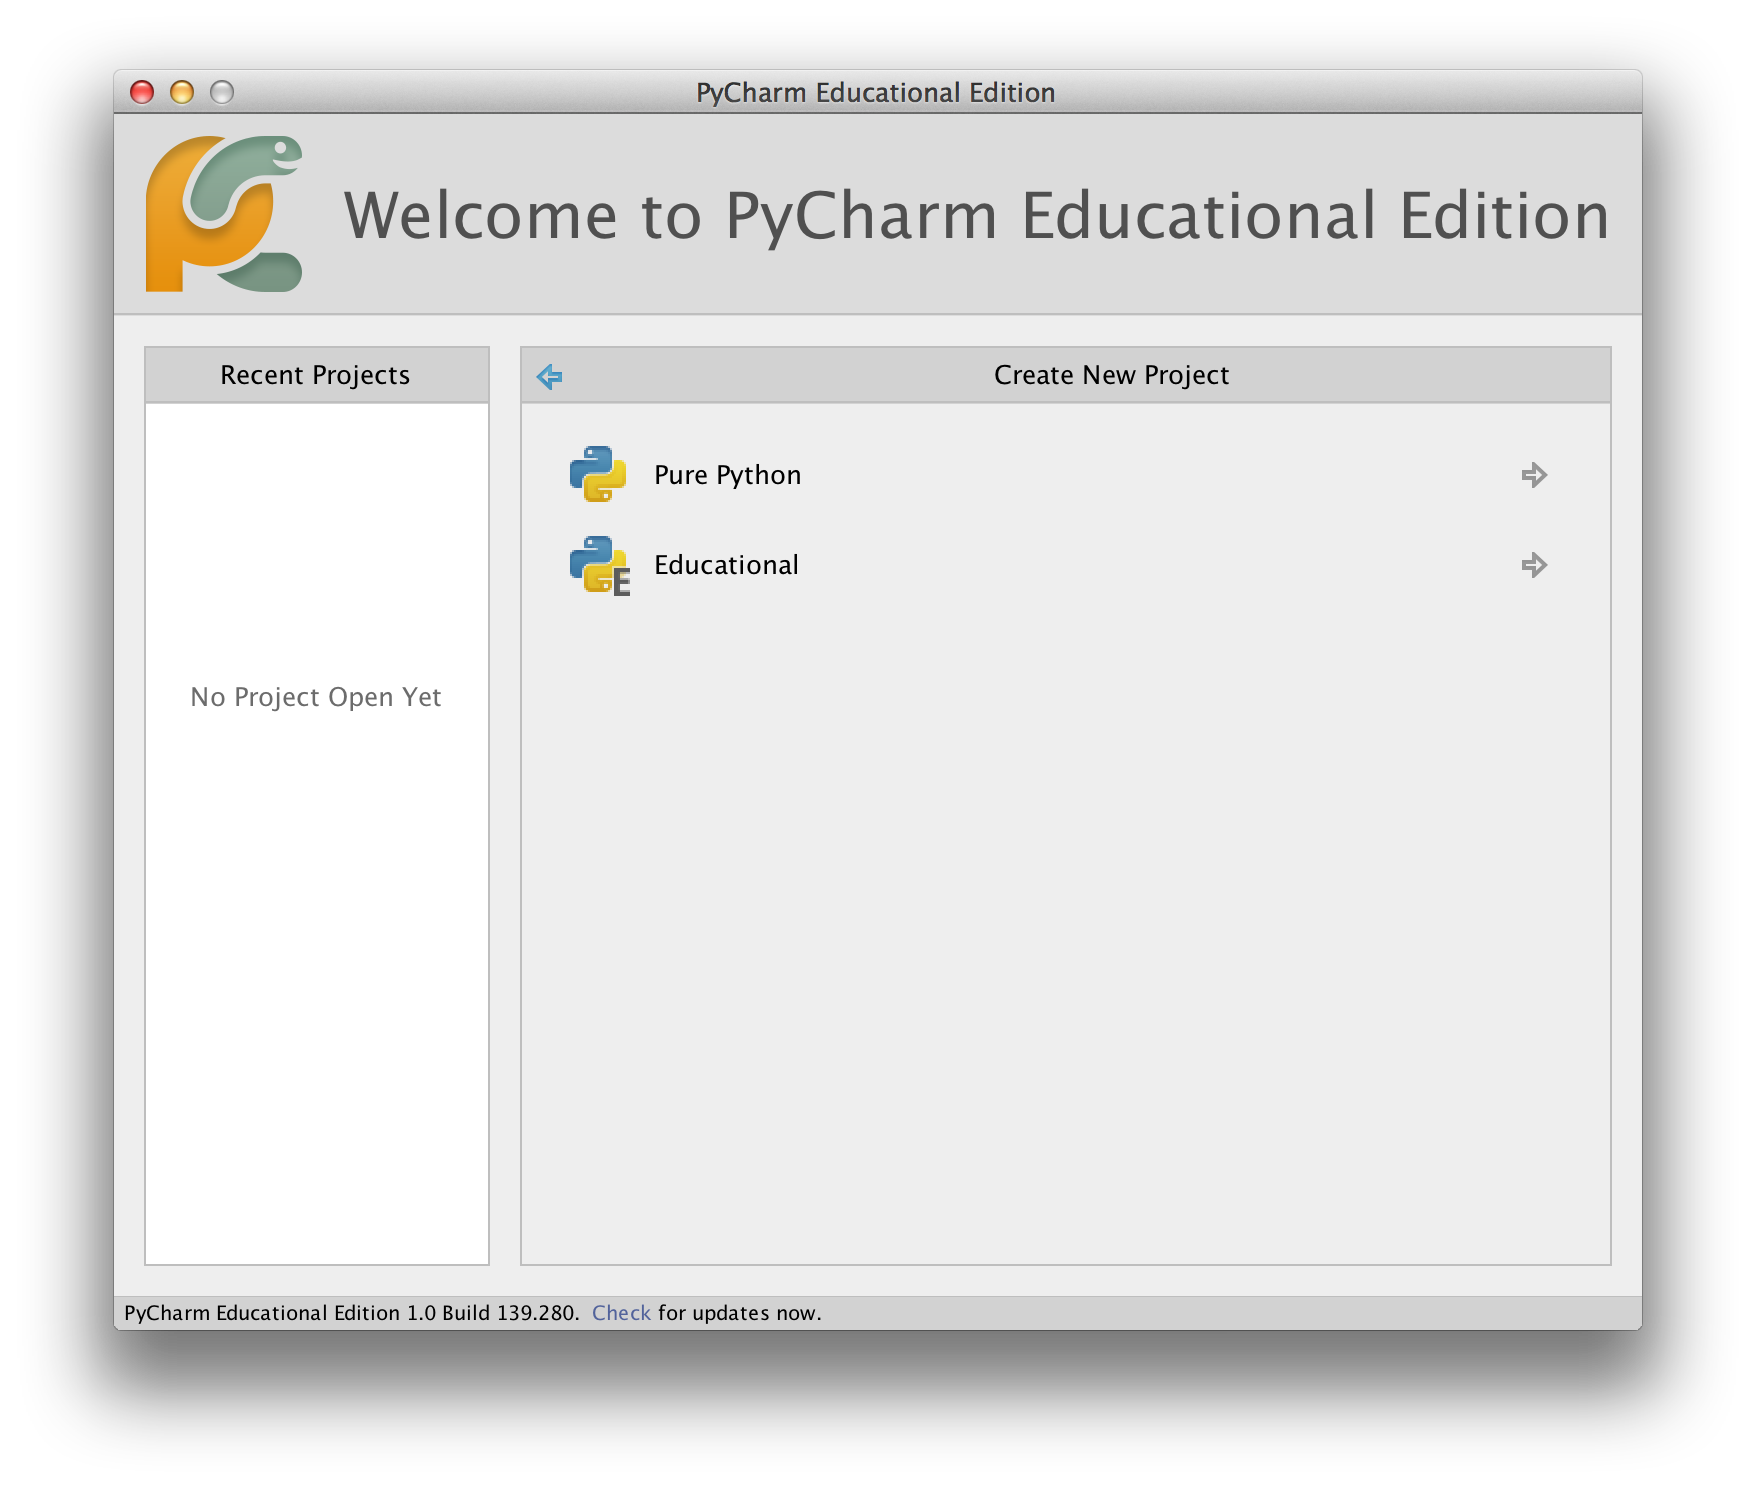 PyCharm Educational Edition
Welcome to PyCharm Educational Edition
Recent Projects
No Project Open Yet
Create New Project
Pure Python
E
Educational
PyCharm Educational Edition 1.0 Build 139.280. Check for updates now.